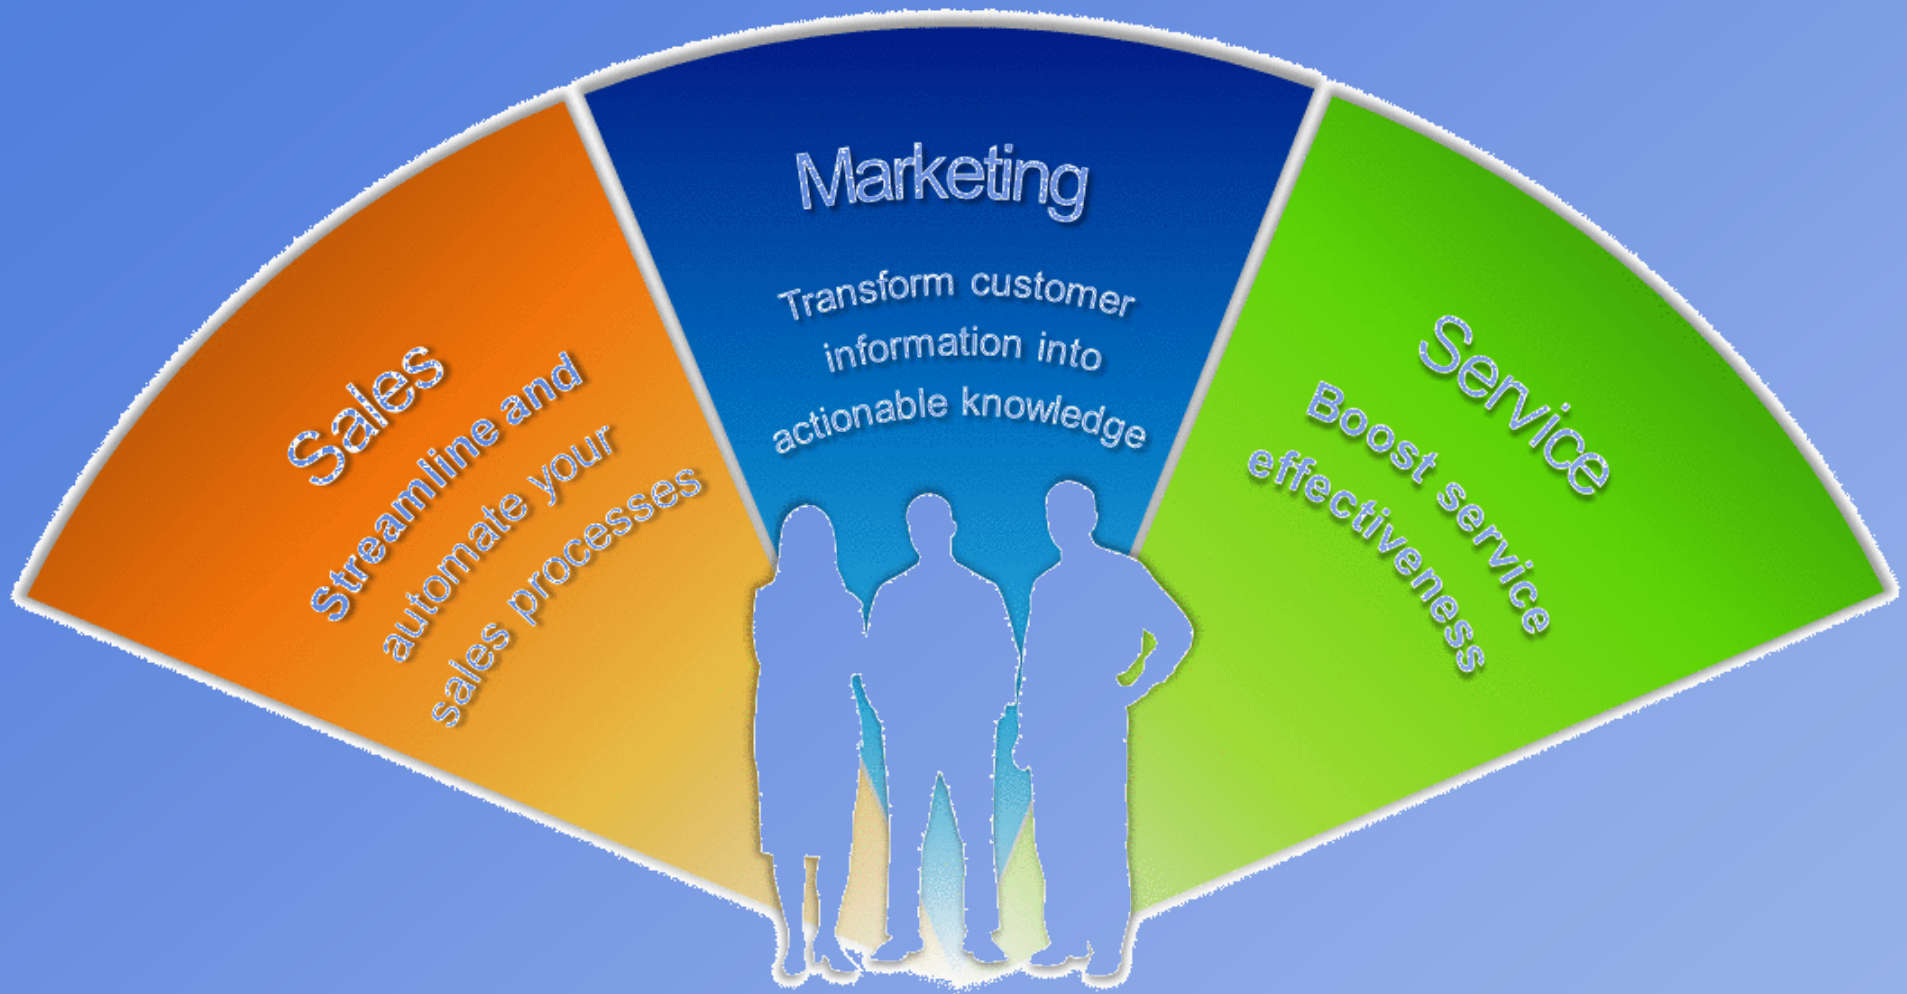 Sales
Streamline and
automate your
sales processes
Marketing
Transform customer
information into
actionable knowledge
Service
Boost service
effectiveness